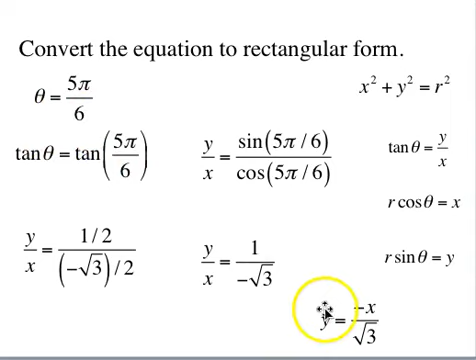 Convert the equation to rectangular form.
θ = 5π/6
x² + y² = r²
tan θ = tan(5π/6)
y/x = sin(5π / 6)/cos(5π / 6)
tan θ = y/x
r cos θ = x
y/x = (1 / 2)/((−√3) / 2)
y/x = 1/(−√3)
r sin θ = y
y = −x/√3